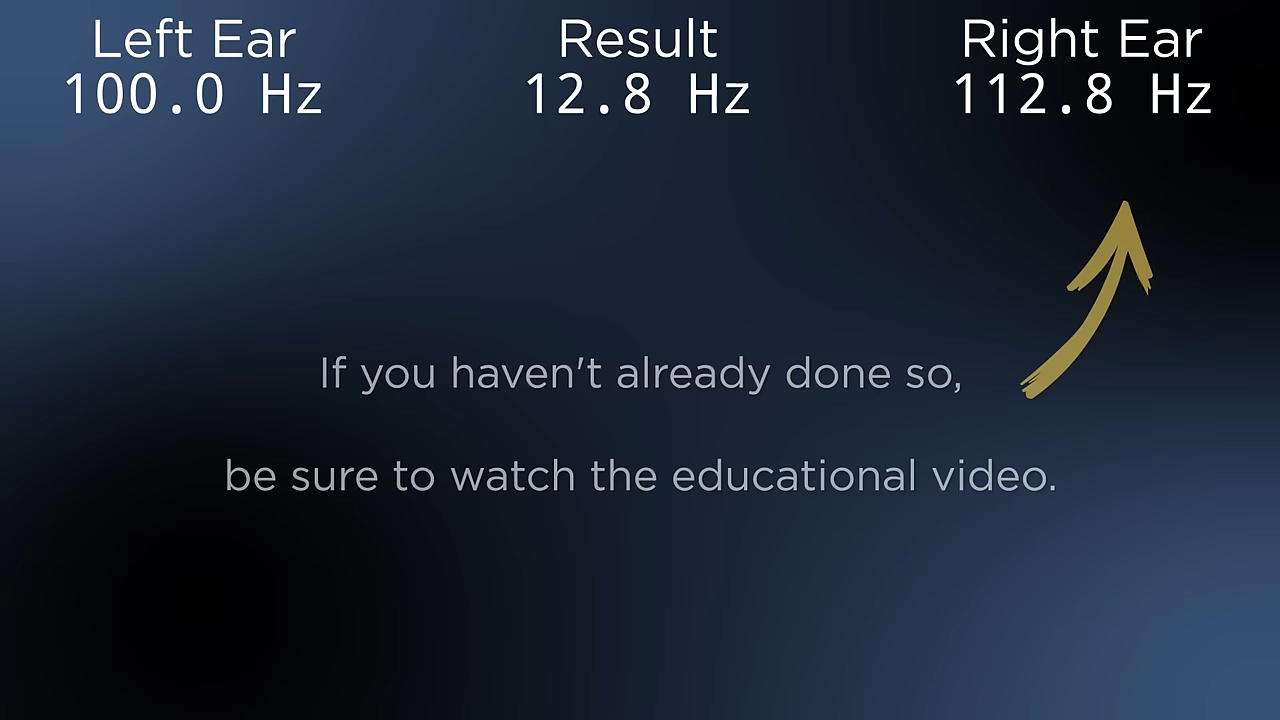 Left Ear
100.0 Hz
Result
12.8 Hz
Right Ear
112.8 Hz
If you haven't already done so,
be sure to watch the educational video.